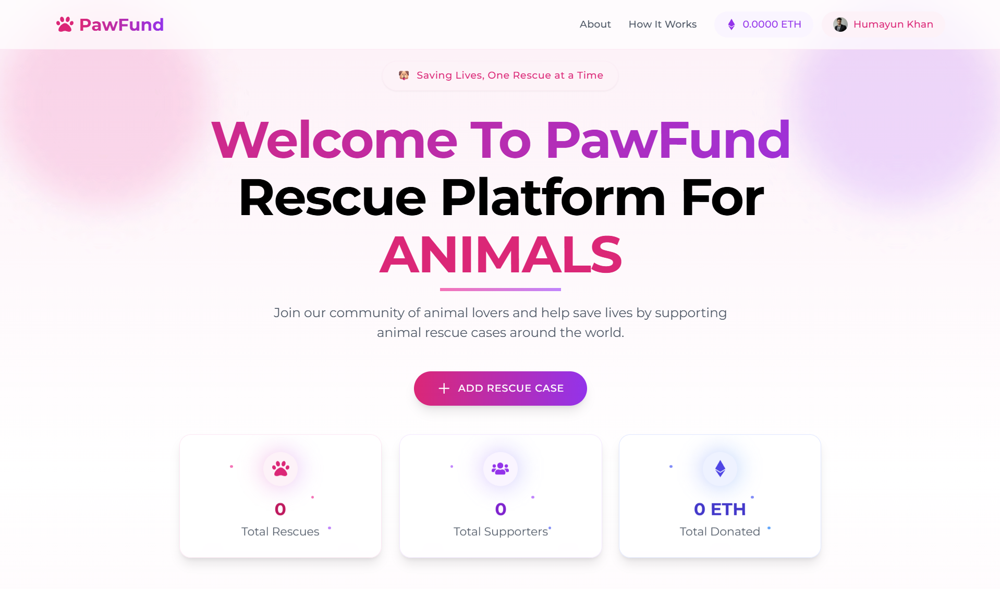 PawFund
About
How It Works
0.0000 ETH
Humayun Khan
Saving Lives, One Rescue at a Time
Welcome To PawFund
Rescue Platform For
ANIMALS
Join our community of animal lovers and help save lives by supporting
animal rescue cases around the world.
ADD RESCUE CASE
0
Total Rescues
0
Total Supporters
0 ETH
Total Donated